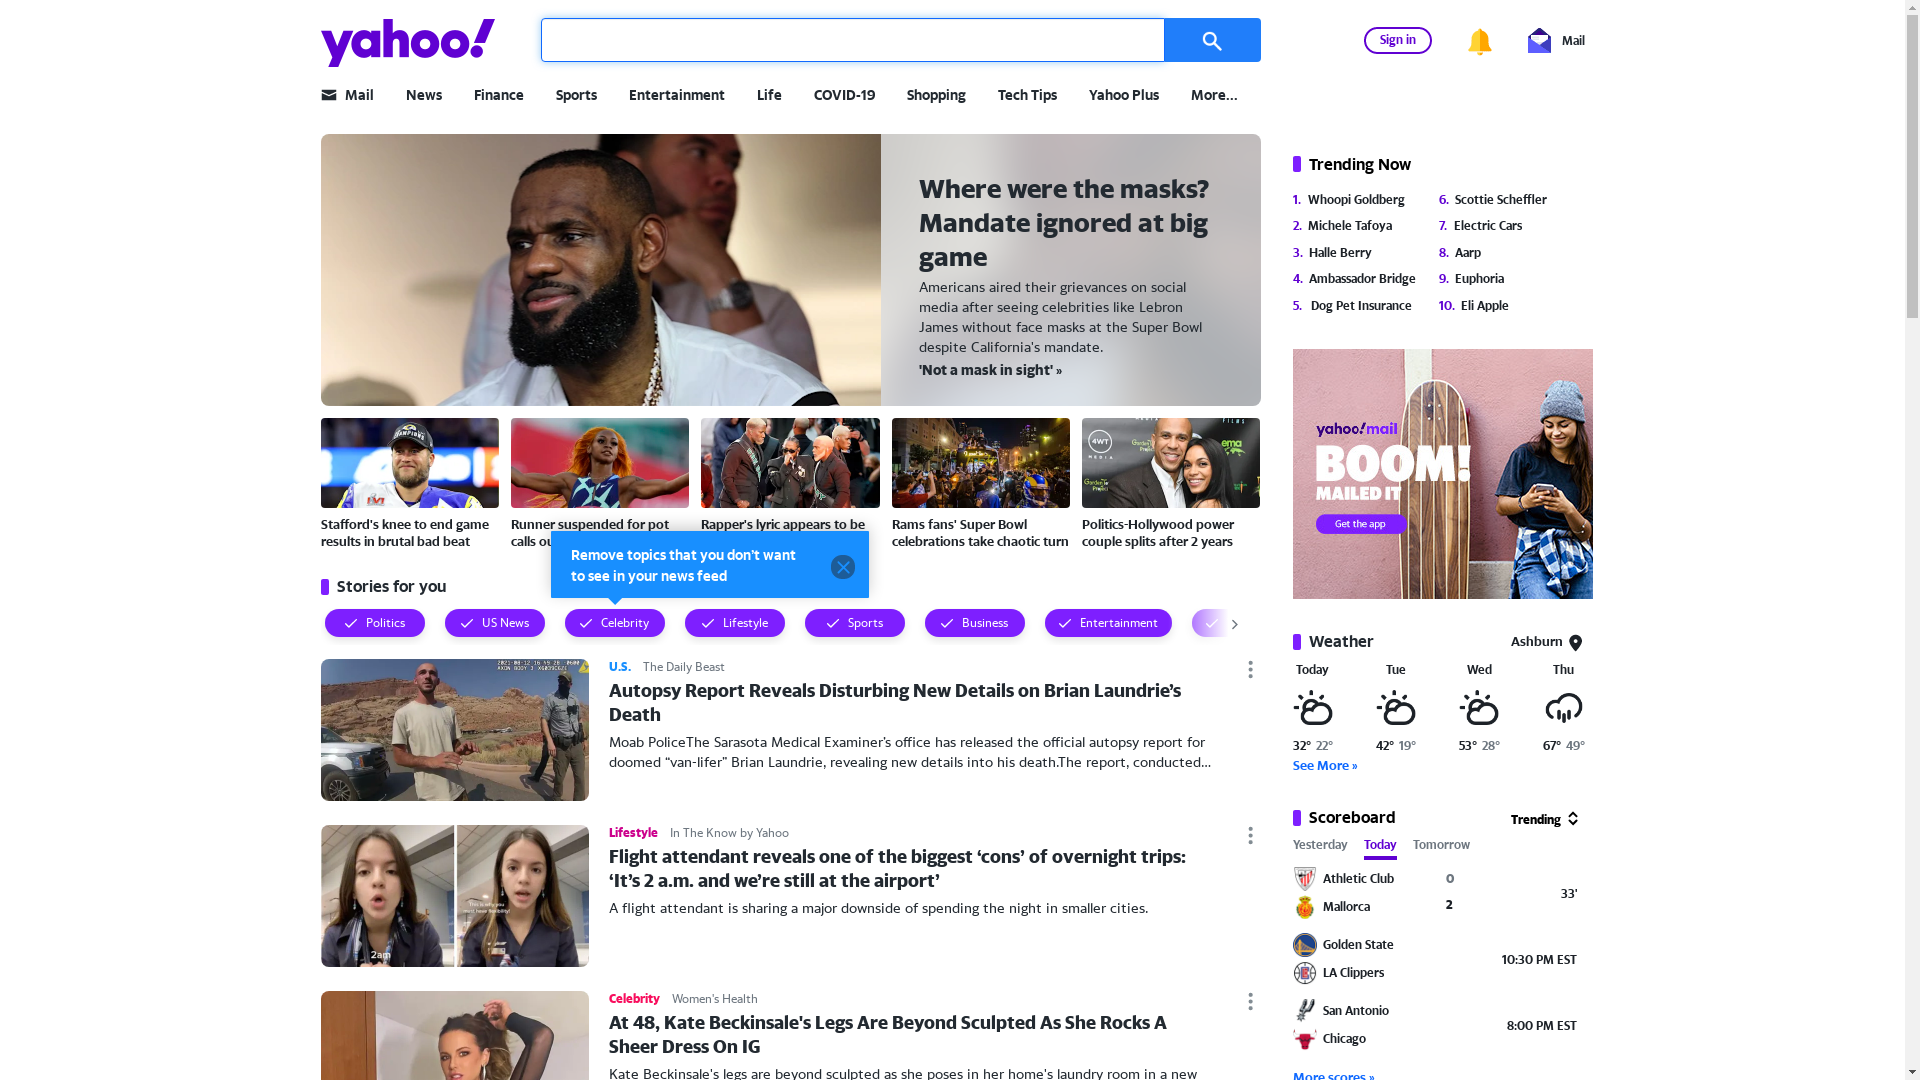 yahoo!
Sign in
Mail
Mail
News
Finance
Sports
Entertainment
Life
COVID-19
Shopping
Tech Tips
Yahoo Plus
More...
Where were the masks?
Mandate ignored at big
game
Americans aired their grievances on social
media after seeing celebrities like Lebron
James without face masks at the Super Bowl
despite California's mandate.
'Not a mask in sight' »
Stafford's knee to end game
results in brutal bad beat
Runner suspended for pot
calls
Rapper's lyric appears to be
Rams fans' Super Bowl
celebrations take chaotic turn
Politics-Hollywood power
couple splits after 2 years
Remove topics that you don't want
to see in your news feed
Stories for you
Politics
US News
Celebrity
Lifestyle
Sports
Business
Entertainment
U.S.
The Daily Beast
Autopsy Report Reveals Disturbing New Details on Brian Laundrie’s
Death
Moab PoliceThe Sarasota Medical Examiner’s office has released the official autopsy report for
doomed “van-lifer” Brian Laundrie, revealing new details into his death.The report, conducted...
Lifestyle
In The Know by Yahoo
Flight attendant reveals one of the biggest ‘cons’ of overnight trips:
‘It’s 2 a.m. and we’re still at the airport’
A flight attendant is sharing a major downside of spending the night in smaller cities.
2am
Celebrity
Women's Health
At 48, Kate Beckinsale's Legs Are Beyond Sculpted As She Rocks A
Sheer Dress On IG
Kate Beckinsale's legs are beyond sculpted as she poses in her home's laundry room in a new
Trending Now
1. Whoopi Goldberg
2. Michele Tafoya
3. Halle Berry
4. Ambassador Bridge
5. Dog Pet Insurance
6. Scottie Scheffler
7. Electric Cars
8. Aarp
9. Euphoria
10. Eli Apple
yahoo!mail
BOOM!
MAILED IT
Get the app
Weather
Ashburn
Today
Tue
Wed
Thu
32° 22°
42° 19°
53° 28°
67° 49°
See More »
Scoreboard
Trending
Yesterday
Today
Tomorrow
Athletic Club 0
Mallorca 2
33'
Golden State
LA Clippers
10:30 PM EST
San Antonio
Chicago
8:00 PM EST
More scores »